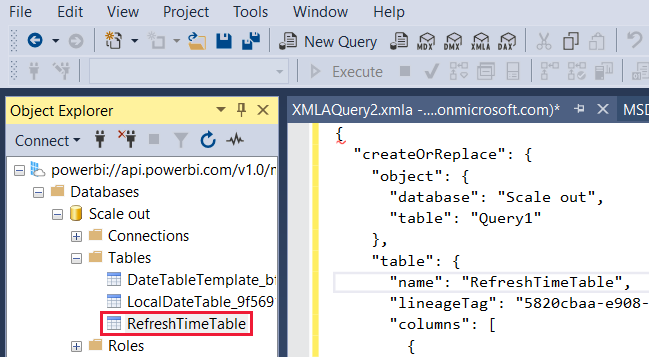 File Edit View Project Tools Window Help
New Query MDX DMX XMLA DAX
Execute
Object Explorer
Connect
powerbi://api.powerbi.com/v1.0/
Databases
Scale out
Connections
Tables
DateTableTemplate_
LocalDateTable_9f569
RefreshTimeTable
Roles
XMLAQuery2.xmla -....onmicrosoft.com)* MSD
{
"createOrReplace": {
"object": {
"database": "Scale out",
"table": "Query1"
},
"table": {
"name": "RefreshTimeTable",
"lineageTag": "5820cbaa-e908-
"columns": [
{